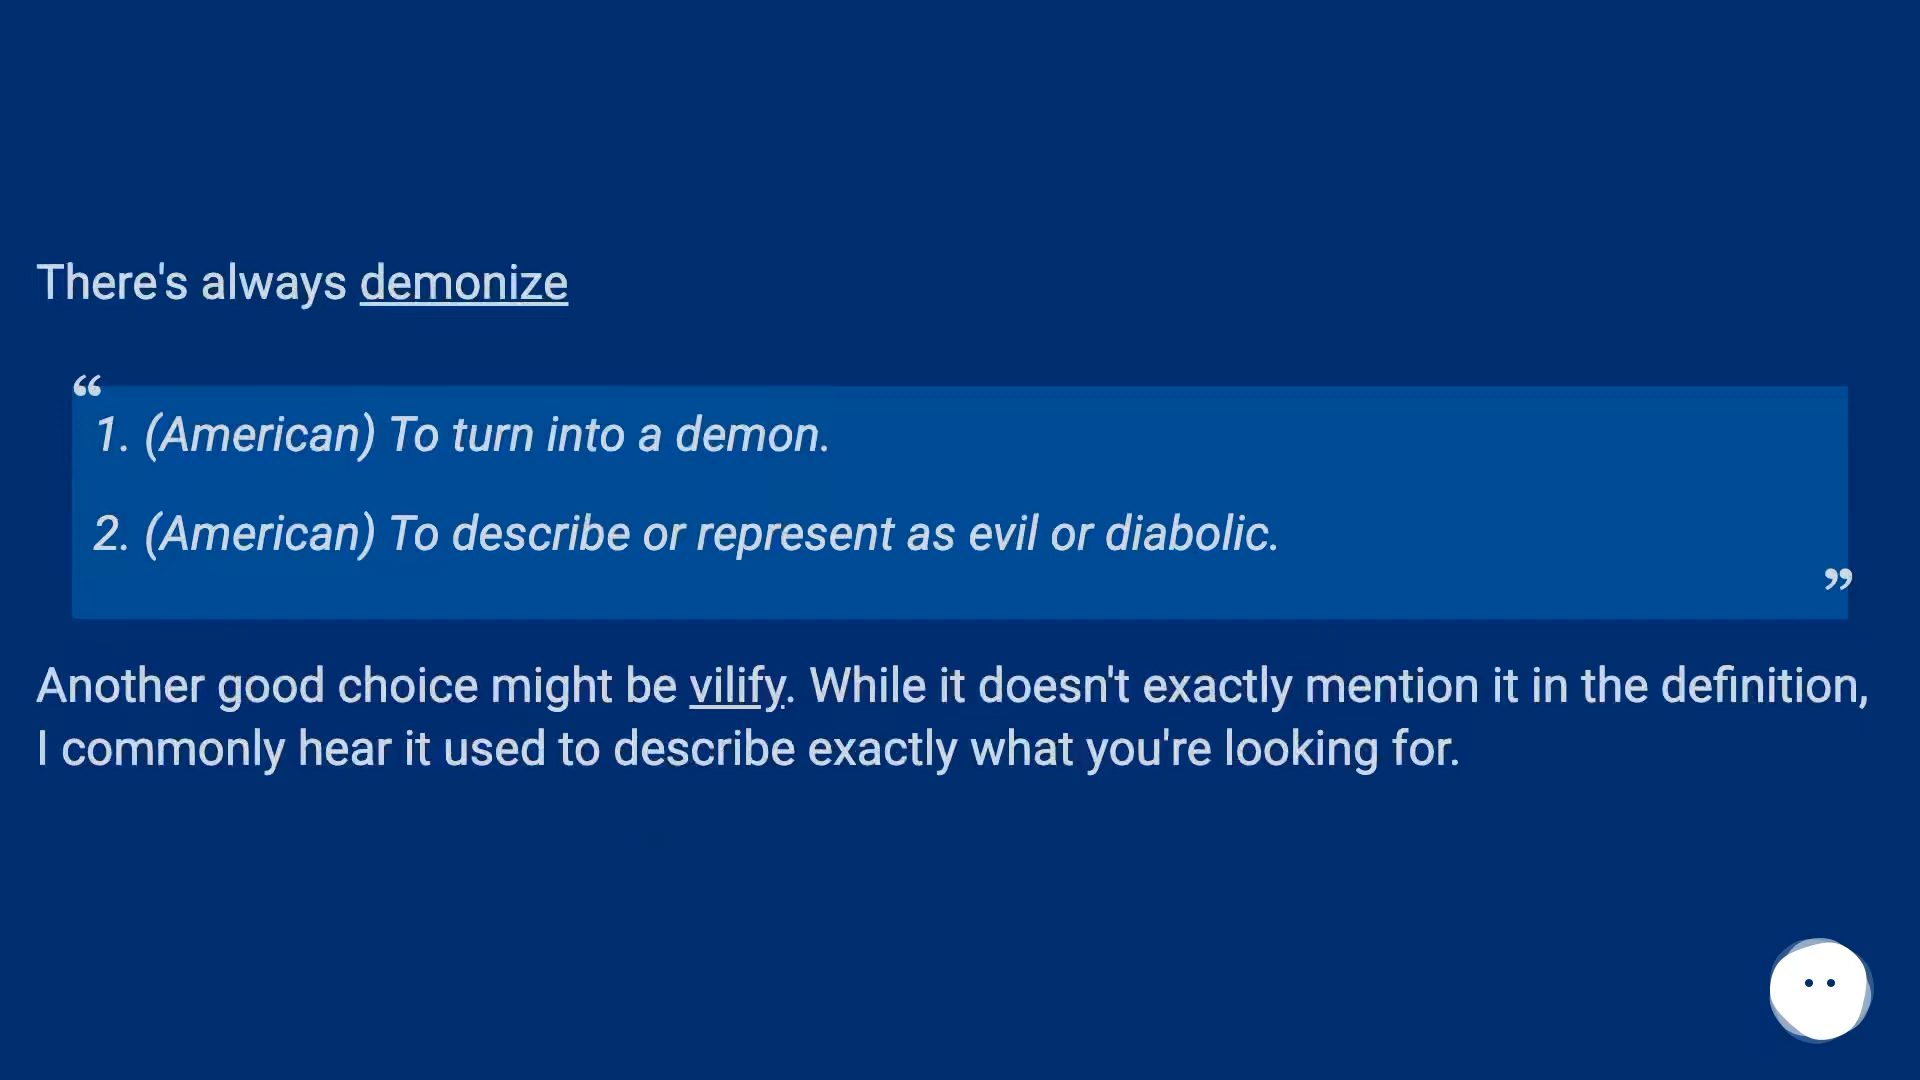 There's always demonize
“
1. (American) To turn into a demon.
2. (American) To describe or represent as evil or diabolic.
”
Another good choice might be vilify. While it doesn't exactly mention it in the definition,
I commonly hear it used to describe exactly what you're looking for.